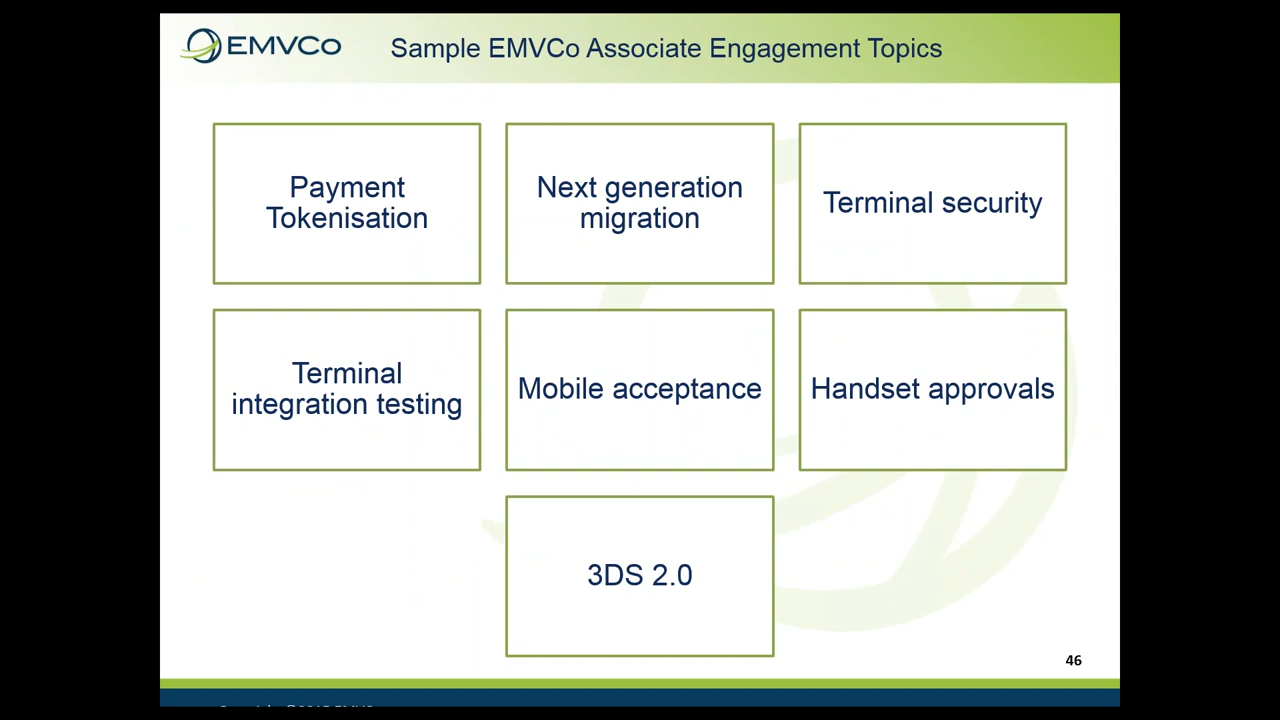 EMVCo
Sample EMVCo Associate Engagement Topics
Payment
Tokenisation
Next generation
migration
Terminal security
Terminal
integration testing
Mobile acceptance
Handset approvals
3DS 2.0
46